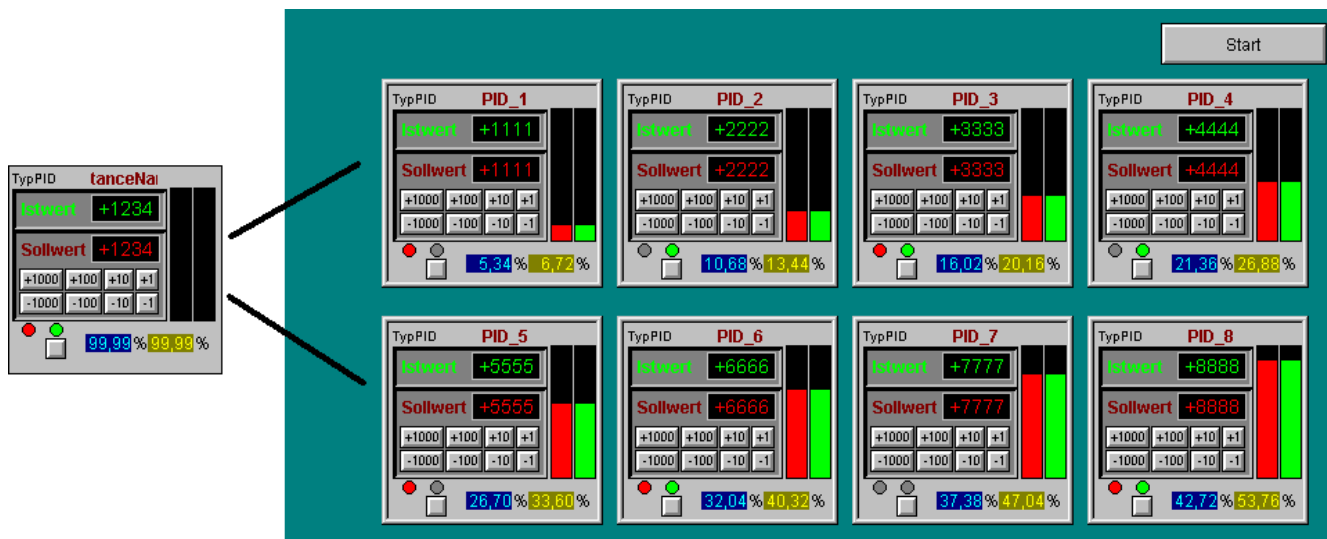 Start
TypPID tanceNar
Istwert +1234
Sollwert +1234
+1000 +100 +10 +1
-1000 -100 -10 -1
99,99 % 99,99 %
TypPID PID_1
Istwert +1111
Sollwert +1111
+1000 +100 +10 +1
-1000 -100 -10 -1
5,34 % 6,72 %
TypPID PID_2
Istwert +2222
Sollwert +2222
+1000 +100 +10 +1
-1000 -100 -10 -1
10,68 % 13,44 %
TypPID PID_3
Istwert +3333
Sollwert +3333
+1000 +100 +10 +1
-1000 -100 -10 -1
16,02 % 20,16 %
TypPID PID_4
Istwert +4444
Sollwert +4444
+1000 +100 +10 +1
-1000 -100 -10 -1
21,36 % 26,88 %
TypPID PID_5
Istwert +5555
Sollwert +5555
+1000 +100 +10 +1
-1000 -100 -10 -1
26,70 % 33,60 %
TypPID PID_6
Istwert +6666
Sollwert +6666
+1000 +100 +10 +1
-1000 -100 -10 -1
32,04 % 40,32 %
TypPID PID_7
Istwert +7777
Sollwert +7777
+1000 +100 +10 +1
-1000 -100 -10 -1
37,38 % 47,04 %
TypPID PID_8
Istwert +8888
Sollwert +8888
+1000 +100 +10 +1
-1000 -100 -10 -1
42,72 % 53,76 %